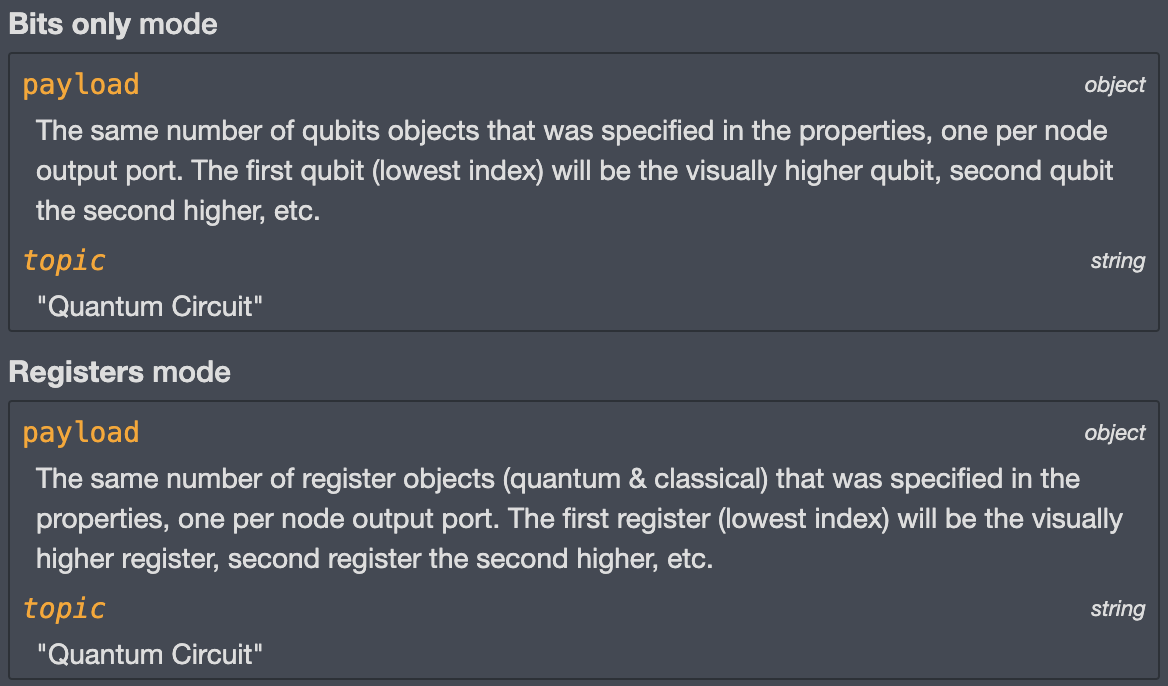 Bits only mode
payload object
The same number of qubits objects that was specified in the properties, one per node
output port. The first qubit (lowest index) will be the visually higher qubit, second qubit
the second higher, etc.
topic string
"Quantum Circuit"
Registers mode
payload object
The same number of register objects (quantum & classical) that was specified in the
properties, one per node output port. The first register (lowest index) will be the visually
higher register, second register the second higher, etc.
topic string
"Quantum Circuit"